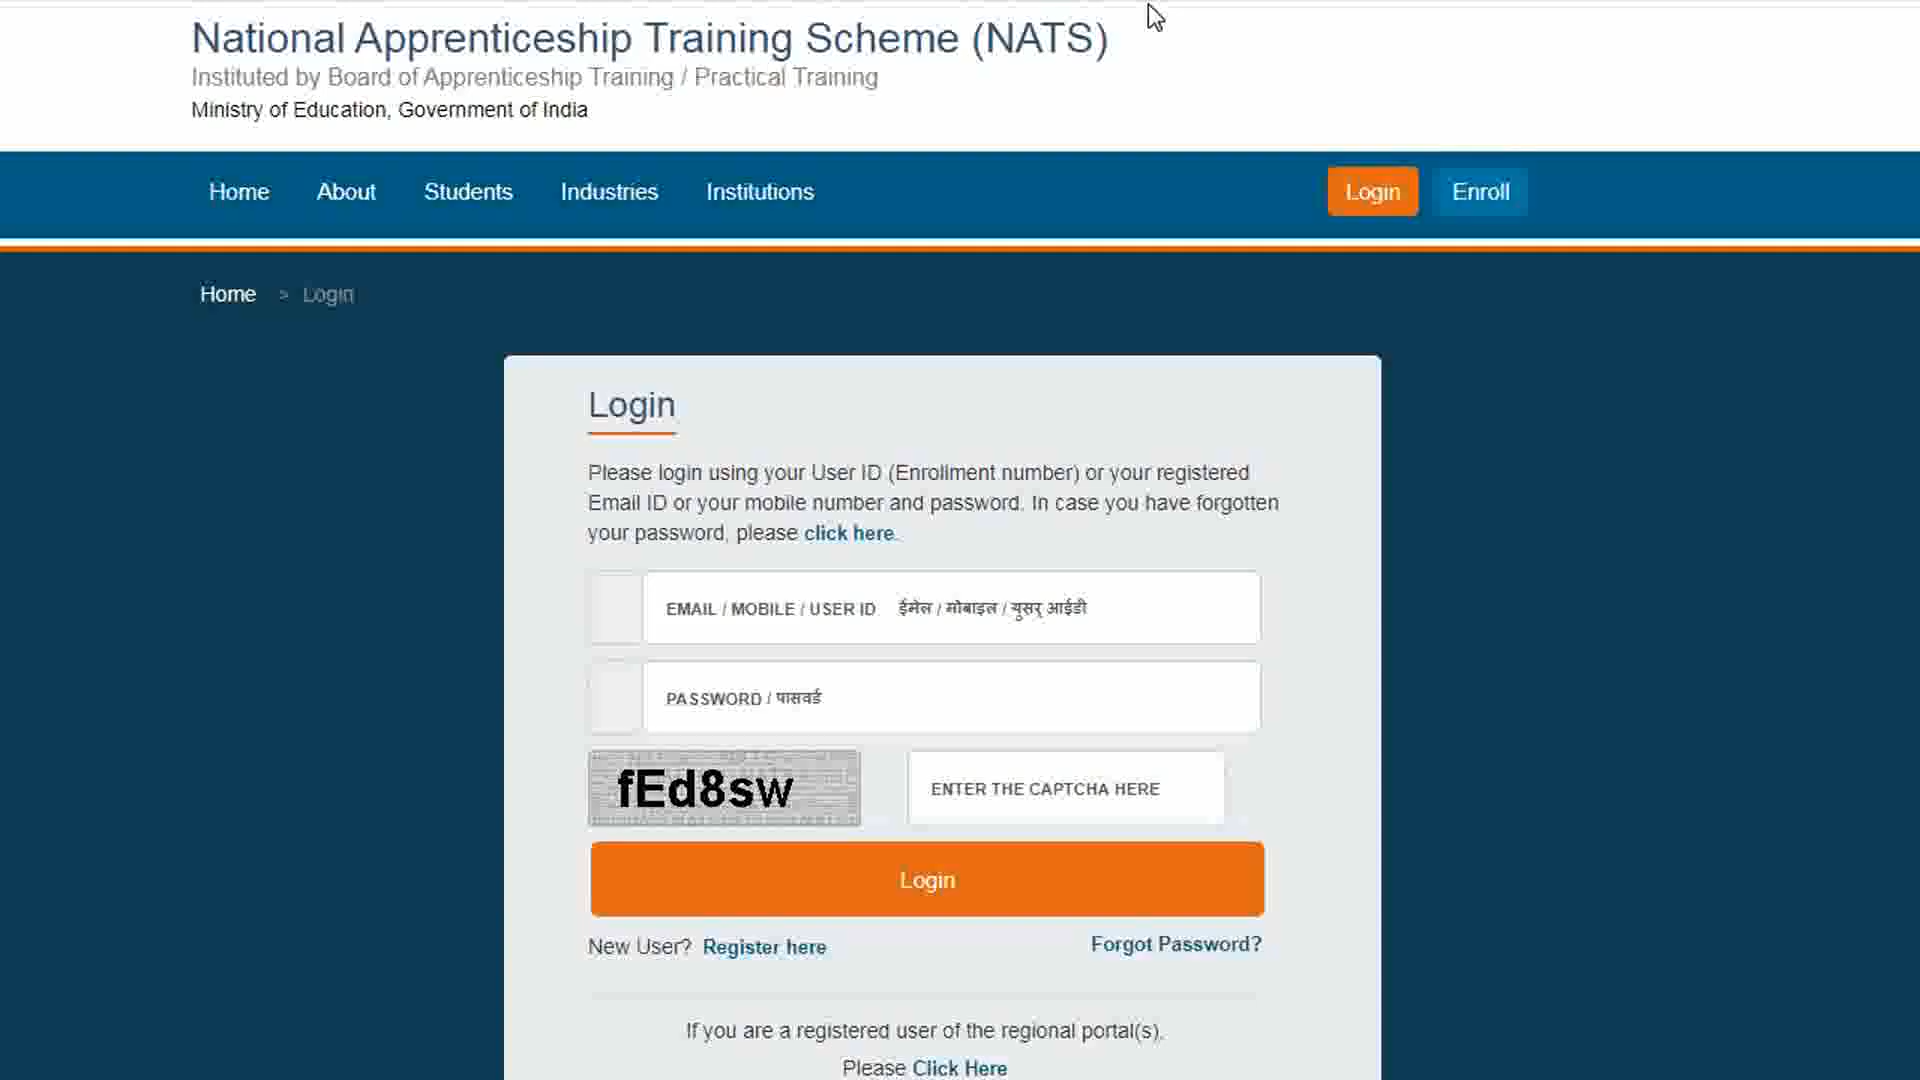 National Apprenticeship Training Scheme (NATS)
Instituted by Board of Apprenticeship Training / Practical Training
Ministry of Education, Government of India
Home About Students Industries Institutions Login Enroll
Home > Login
Login
Please login using your User ID (Enrollment number) or your registered
Email ID or your mobile number and password. In case you have forgotten
your password, please click here.
EMAIL / MOBILE / USER ID ईमेल / मोबाइल / युसर् आईडी
PASSWORD / पासवर्ड
fEd8sw ENTER THE CAPTCHA HERE
Login
New User? Register here Forgot Password?
If you are a registered user of the regional portal(s),
Please Click Here